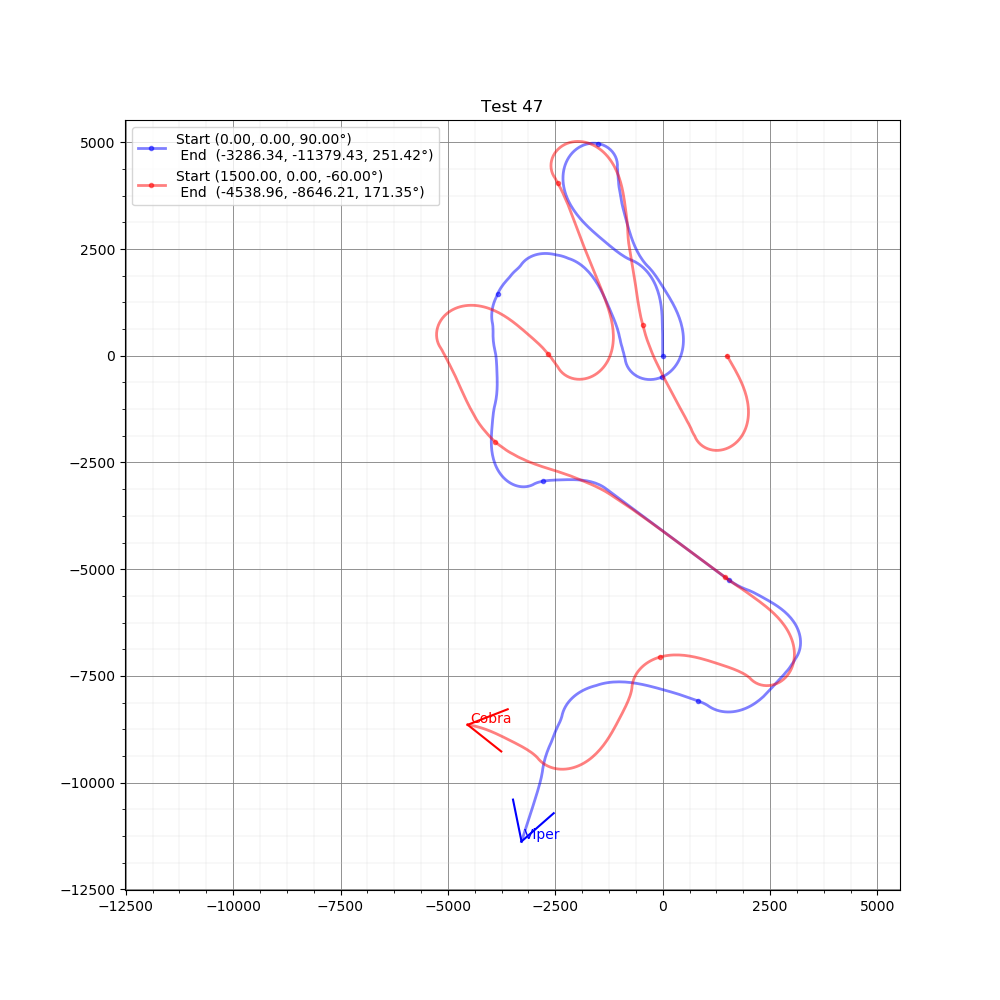 Test 47
Start (0.00, 0.00, 90.00°)
End  (-3286.34, -11379.43, 251.42°)
Start (1500.00, 0.00, -60.00°)
End  (-4538.96, -8646.21, 171.35°)
5000
2500
0
−2500
−5000
−7500
−10000
−12500
Cobra
Viper
−12500 −10000 −7500 −5000 −2500 0 2500 5000